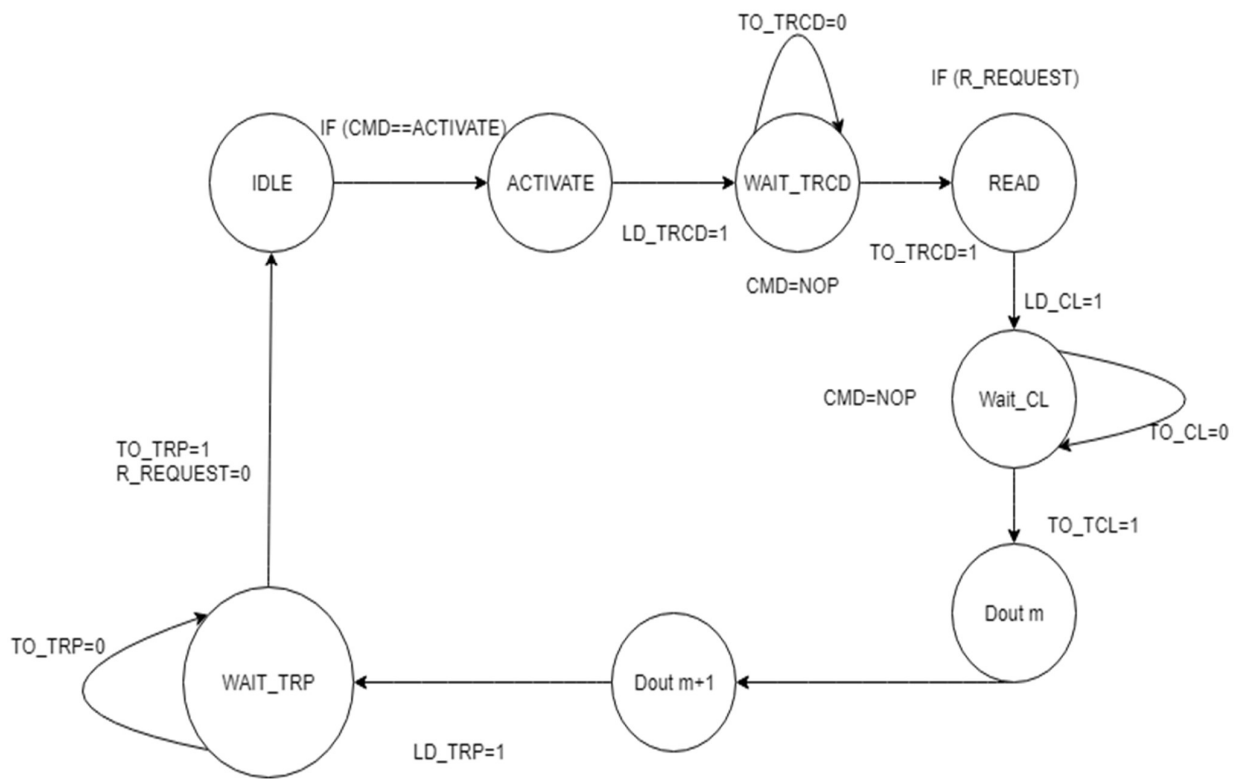 TO_TRCD=0
IF (R_REQUEST)
IF (CMD==ACTIVATE)
IDLE
ACTIVATE
WAIT_TRCD
READ
LD_TRCD=1
TO_TRCD=1
CMD=NOP
LD_CL=1
CMD=NOP
Wait_CL
TO_CL=0
TO_TRP=1
R_REQUEST=0
TO_TCL=1
Dout m
TO_TRP=0
WAIT_TRP
Dout m+1
LD_TRP=1